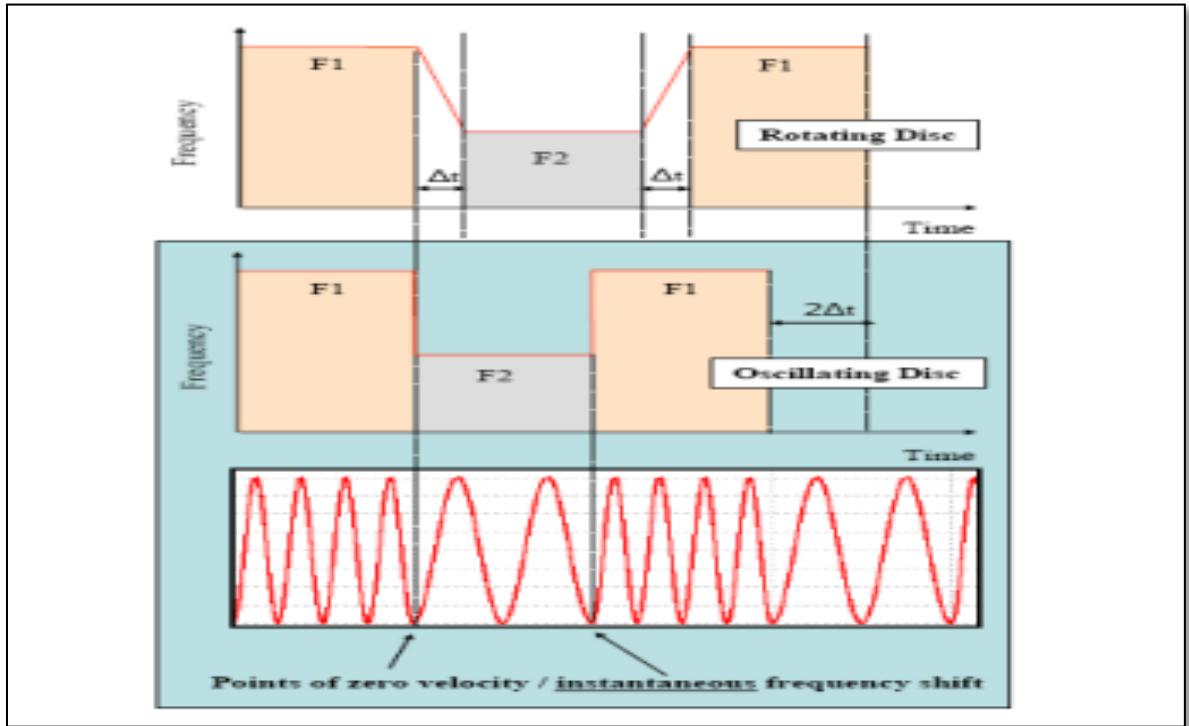 F1
F1
Frequency
Rotating Disc
F2
Δt
Δt
Time
F1
F1
2Δt
Frequency
F2
Oscillating Disc
Time
Points of zero velocity / instantaneous frequency shift